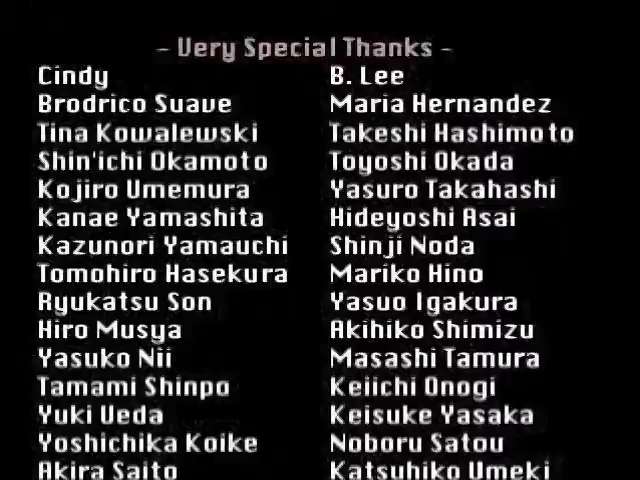 - Very Special Thanks -
Cindy B. Lee
Brodrico Suave Maria Hernandez
Tina Kowalewski Takeshi Hashimoto
Shin'ichi Okamoto Toyoshi Okada
Kojiro Umemura Yasuro Takahashi
Kanae Yamashita Hideyoshi Asai
Kazunori Yamauchi Shinji Noda
Tomohiro Hasekura Mariko Hino
Ryukatsu Son Yasuo Igakura
Hiro Musya Akihiko Shimizu
Yasuko Nii Masashi Tamura
Tamami Shinpo Keiichi Onogi
Yuki Ueda Keisuke Yasaka
Yoshichika Koike Noboru Satou
Akira Saito Katsuhiko Umeki